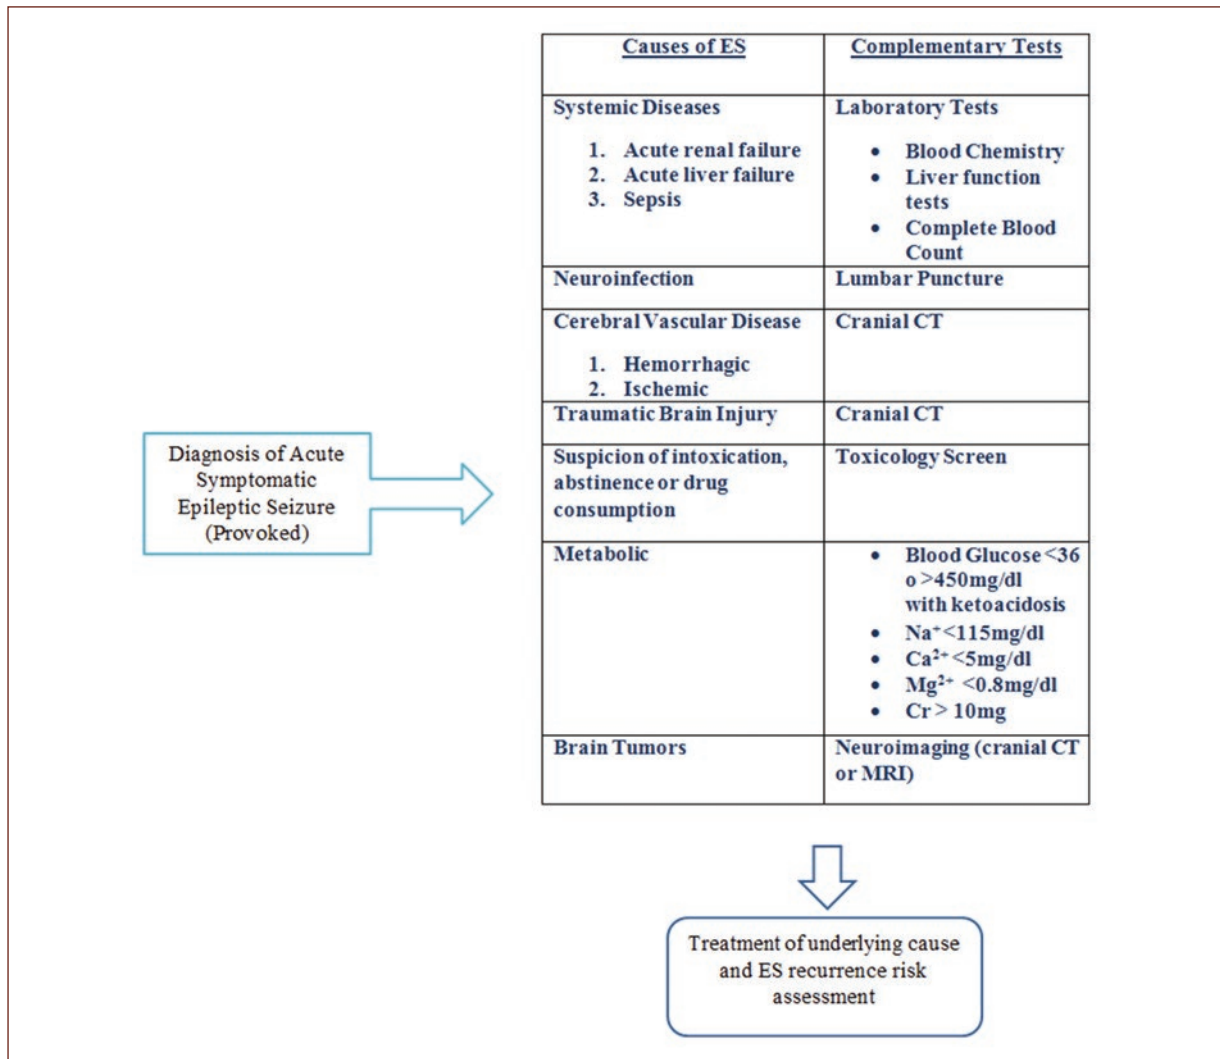 Diagnosis of Acute
Symptomatic
Epileptic Seizure
(Provoked)
Causes of ES
Complementary Tests
Systemic Diseases
1. Acute renal failure
2. Acute liver failure
3. Sepsis
Laboratory Tests
• Blood Chemistry
• Liver function
tests
• Complete Blood
Count
Neuroinfection
Lumbar Puncture
Cerebral Vascular Disease
1. Hemorrhagic
2. Ischemic
Cranial CT
Traumatic Brain Injury
Cranial CT
Suspicion of intoxication,
abstinence or drug
consumption
Toxicology Screen
Metabolic
• Blood Glucose <36
o >450mg/dl
with ketoacidosis
• Na⁺<115mg/dl
• Ca²⁺ <5mg/dl
• Mg²⁺ <0.8mg/dl
• Cr > 10mg
Brain Tumors
Neuroimaging (cranial CT
or MRI)
Treatment of underlying cause
and ES recurrence risk
assessment